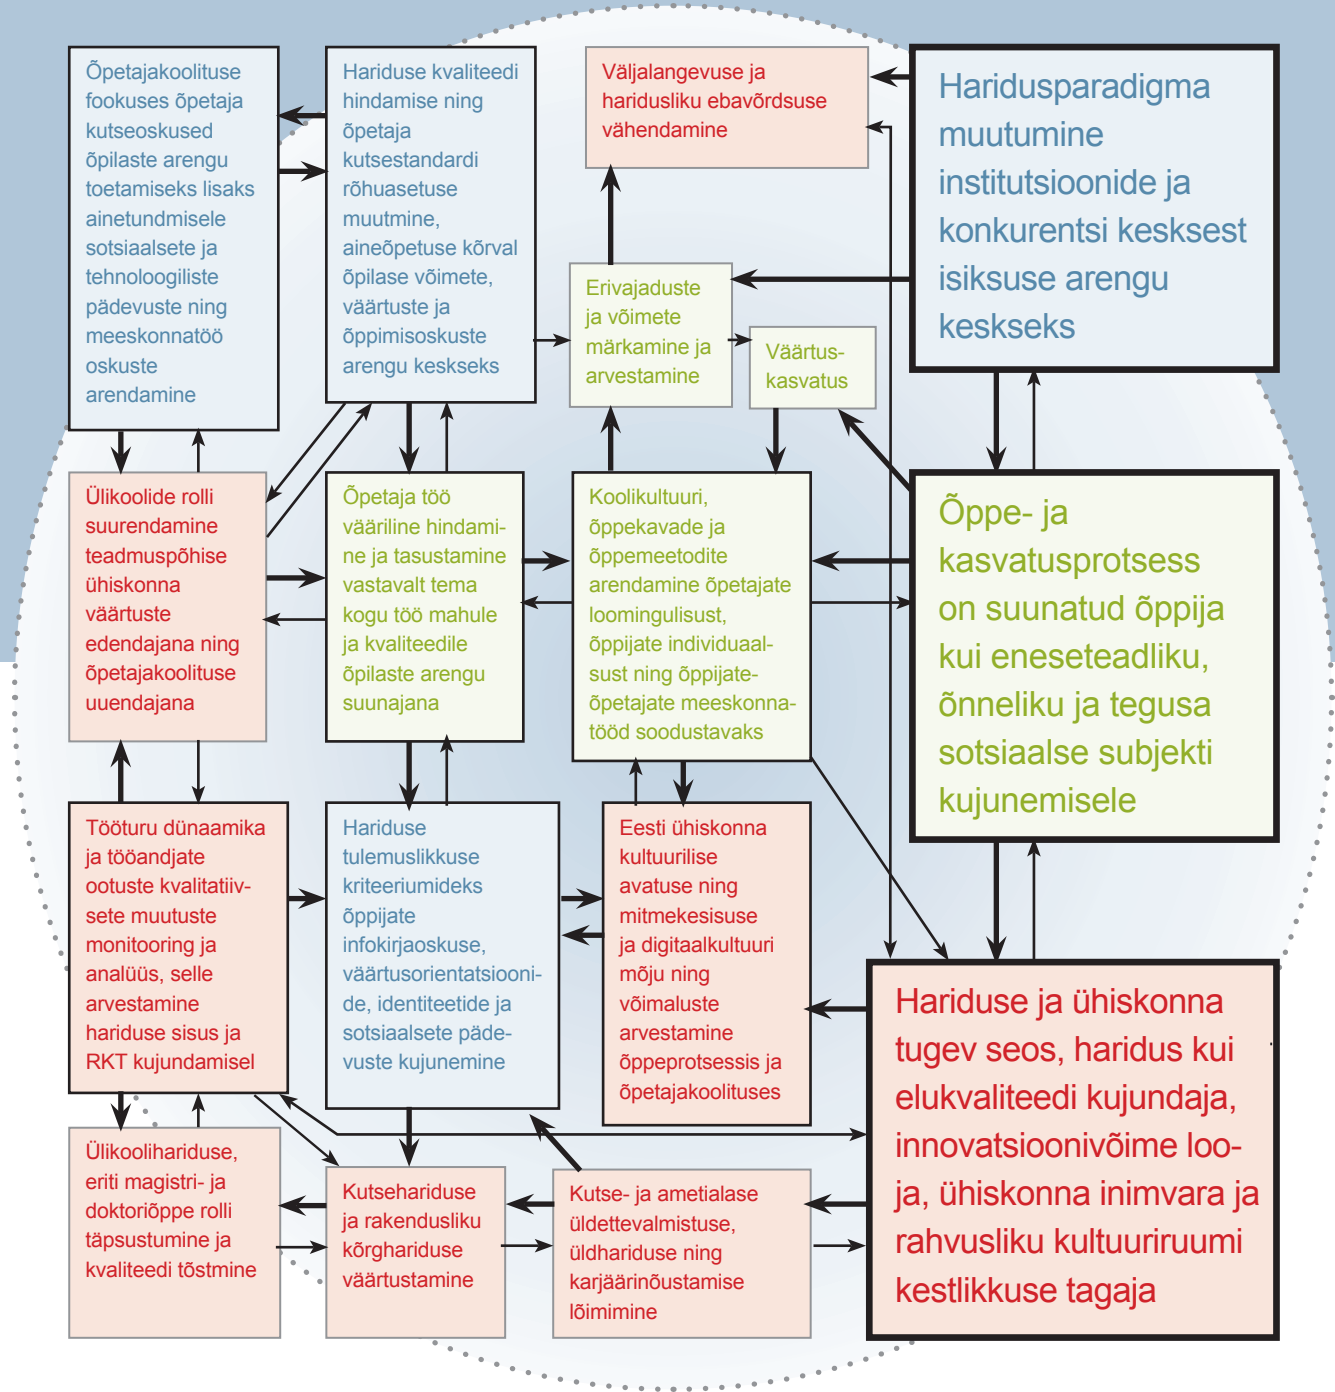 Õpetajakoolituse
fookuses õpetaja
kutseoskused
õpilaste arengu
toetamiseks lisaks
ainetundmisele
sotsiaalsete ja
tehnoloogiliste
pädevuste ning
meeskonnatöö
oskuste
arendamine
Hariduse kvaliteedi
hindamise ning
õpetaja
kutsestandardi
rõhuasetuse
muutmine,
aineõpetuse kõrval
õpilase võimete,
väärtuste ja
õppimisoskuste
arengu keskseks
Väljalangevuse ja
haridusliku ebavõrdsuse
vähendamine
Haridusparadigma
muutumine
institutsioonide ja
konkurentsi kesksest
isiksuse arengu
keskseks
Erivajaduste
ja võimete
märkamine ja
arvestamine
Väärtus-
kasvatus
Ülikoolide rolli
suurendamine
teadmuspõhise
ühiskonna
väärtuste
edendajana ning
õpetajakoolituse
uuendajana
Õpetaja töö
vääriline hindami-
ne ja tasustamine
vastavalt tema
kogu töö mahule
ja kvaliteedile
õpilaste arengu
suunajana
Koolikultuuri,
õppekavade ja
õppemeetodite
arendamine õpetajate
loomingulisust,
õppijate individuaal-
sust ning õppijate-
õpetajate meeskonna-
tööd soodustavaks
Õppe- ja
kasvatusprotsess
on suunatud õppija
kui eneseteadliku,
õnneliku ja tegusa
sotsiaalse subjekti
kujunemisele
Tööturu dünaamika
ja tööandjate
ootuste kvalitatiiv-
sete muutuste
monitooring ja
analüüs, selle
arvestamine
hariduse sisus ja
RKT kujundamisel
Hariduse
tulemuslikkuse
kriteeriumideks
õppijate
infokirjaoskuse,
väärtusorientatsiooni-
de, identiteetide ja
sotsiaalsete päde-
vuste kujunemine
Eesti ühiskonna
kultuurilise
avatuse ning
mitmekesisuse
ja digitaalkultuuri
mõju ning
võimaluste
arvestamine
õppeprotsessis ja
õpetajakoolituses
Hariduse ja ühiskonna
tugev seos, haridus kui
elukvaliteedi kujundaja,
innovatsioonivõime loo-
ja, ühiskonna inimvara ja
rahvusliku kultuuriruumi
kestlikkuse tagaja
Ülikoolihariduse,
eriti magistri- ja
doktoriõppe rolli
täpsustumine ja
kvaliteedi tõstmine
Kutsehariduse
ja rakendusliku
kõrghariduse
väärtustamine
Kutse- ja ametialase
üldettevalmistuse,
üldhariduse ning
karjäärinõustamise
lõimimine